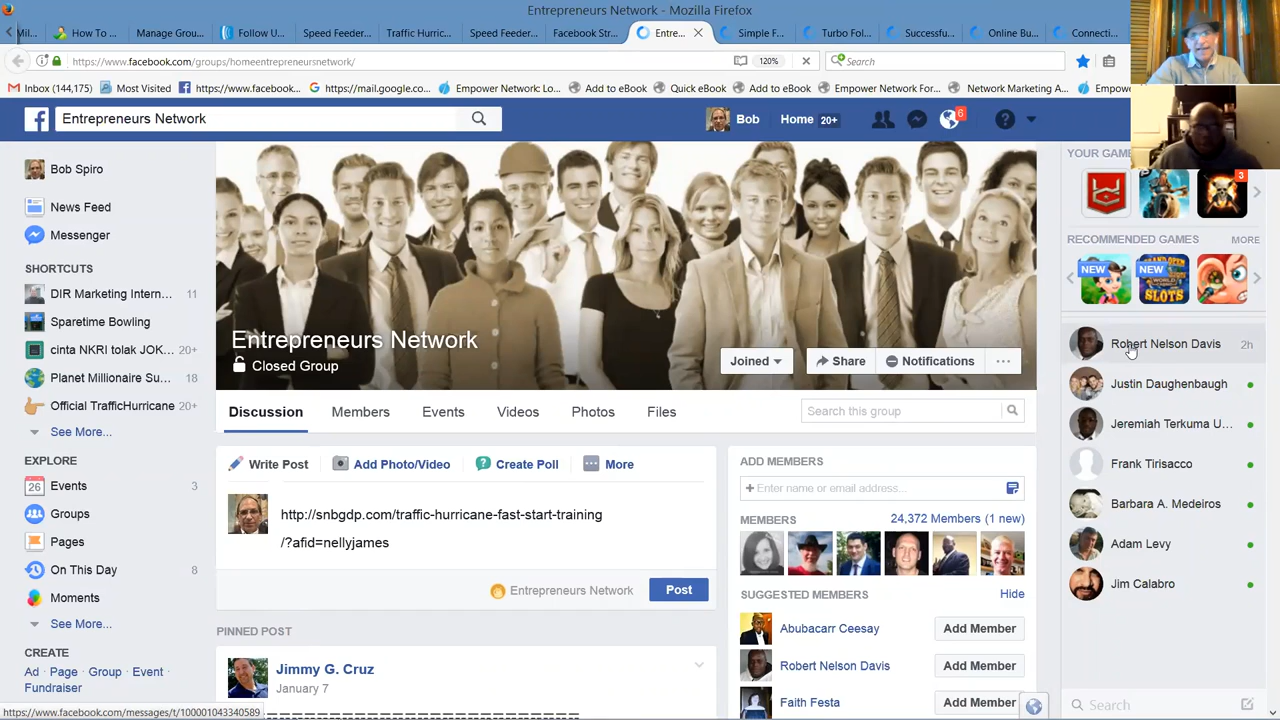 Entrepreneurs Network - Mozilla Firefox
Mil...
How To ...
Manage Grou...
Follow U...
Speed Feeder...
Traffic Hurric...
Speed Feeder...
Facebook Str...
Entre...
Simple F...
Turbo Fol...
Successfu...
Online Bu...
Connecti...
https://www.facebook.com/groups/homeentrepreneursnetwork/
120%
Search
Inbox (144,175)
Most Visited
https://www.facebook...
https://mail.google.co...
Empower Network: Lo...
Add to eBook
Quick eBook
Add to eBook
Empower Network For...
Network Marketing A...
Empowe
Entrepreneurs Network
Bob
Home 20+
6
Bob Spiro
News Feed
Messenger
SHORTCUTS
DIR Marketing Intern... 11
Sparetime Bowling
cinta NKRI tolak JOK... 20+
Planet Millionaire Su... 18
Official TrafficHurricane 20+
See More...
EXPLORE
26 Events 3
Groups
Pages
On This Day 8
Moments
See More...
CREATE
Ad · Page · Group · Event ·
Fundraiser
https://www.facebook.com/messages/t/100001043340589
Entrepreneurs Network
Closed Group
Joined
Share
Notifications
Discussion
Members
Events
Videos
Photos
Files
Search this group
Write Post
Add Photo/Video
Create Poll
More
http://snbgdp.com/traffic-hurricane-fast-start-training
/?afid=nellyjames
Entrepreneurs Network
Post
PINNED POST
Jimmy G. Cruz
January 7
ADD MEMBERS
+ Enter name or email address...
MEMBERS
24,372 Members (1 new)
SUGGESTED MEMBERS
Hide
Abubacarr Ceesay
Add Member
Robert Nelson Davis
Add Member
Faith Festa
Add Member
YOUR GAM
3
RECOMMENDED GAMES
MORE
NEW
NEW
SLOTS
Robert Nelson Davis 2h
Justin Daughenbaugh
Jeremiah Terkuma U...
Frank Tirisacco
Barbara A. Medeiros
Adam Levy
Jim Calabro
Search